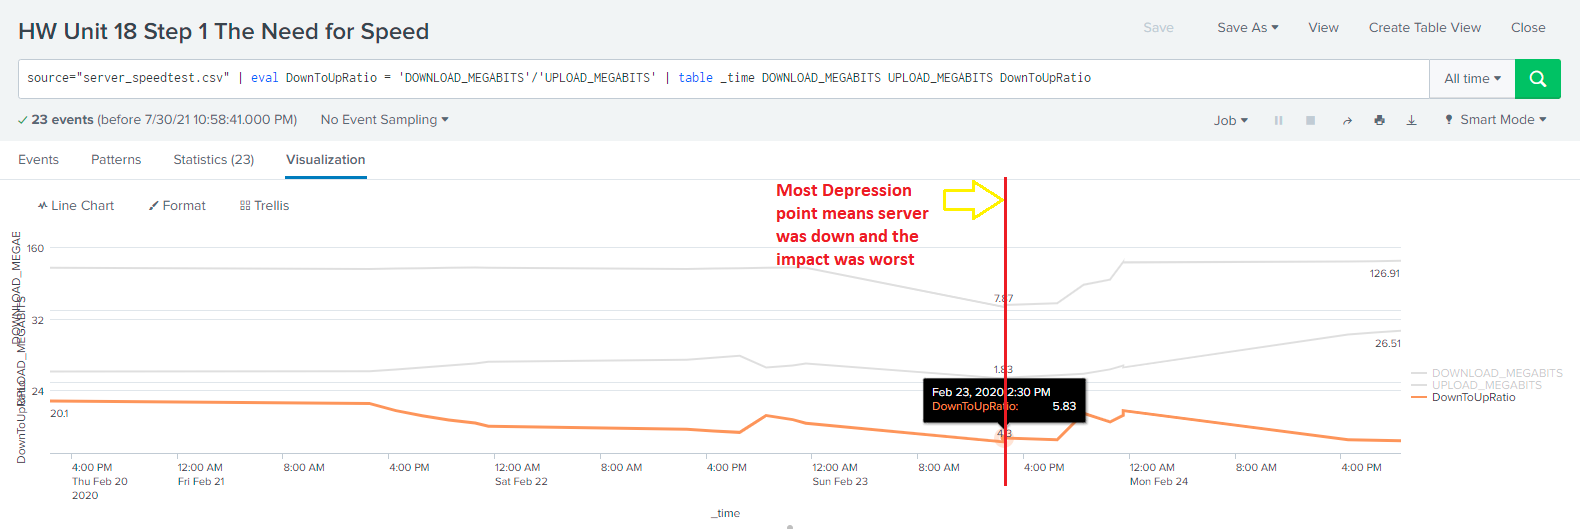 HW Unit 18 Step 1 The Need for Speed
Save
Save As
View
Create Table View
Close
source="server_speedtest.csv" | eval DownToUpRatio = 'DOWNLOAD_MEGABITS'/'UPLOAD_MEGABITS' | table _time DOWNLOAD_MEGABITS UPLOAD_MEGABITS DownToUpRatio
All time
✓ 23 events (before 7/30/21 10:58:41.000 PM)
No Event Sampling
Job
Smart Mode
Events
Patterns
Statistics (23)
Visualization
Line Chart
Format
Trellis
Most Depression
point means server
was down and the
impact was worst
DOWNLOAD_MEGAB
160
126.91
7.87
UPLOAD_MEGABITS
32
26.51
1.83
DownToUpRatio
24
20.1
Feb 23, 2020 2:30 PM
DownToUpRatio: 5.83
4.3
DOWNLOAD_MEGABITS
UPLOAD_MEGABITS
DownToUpRatio
4:00 PM
Thu Feb 20
2020
12:00 AM
Fri Feb 21
8:00 AM
4:00 PM
12:00 AM
Sat Feb 22
8:00 AM
4:00 PM
12:00 AM
Sun Feb 23
8:00 AM
4:00 PM
12:00 AM
Mon Feb 24
8:00 AM
4:00 PM
_time